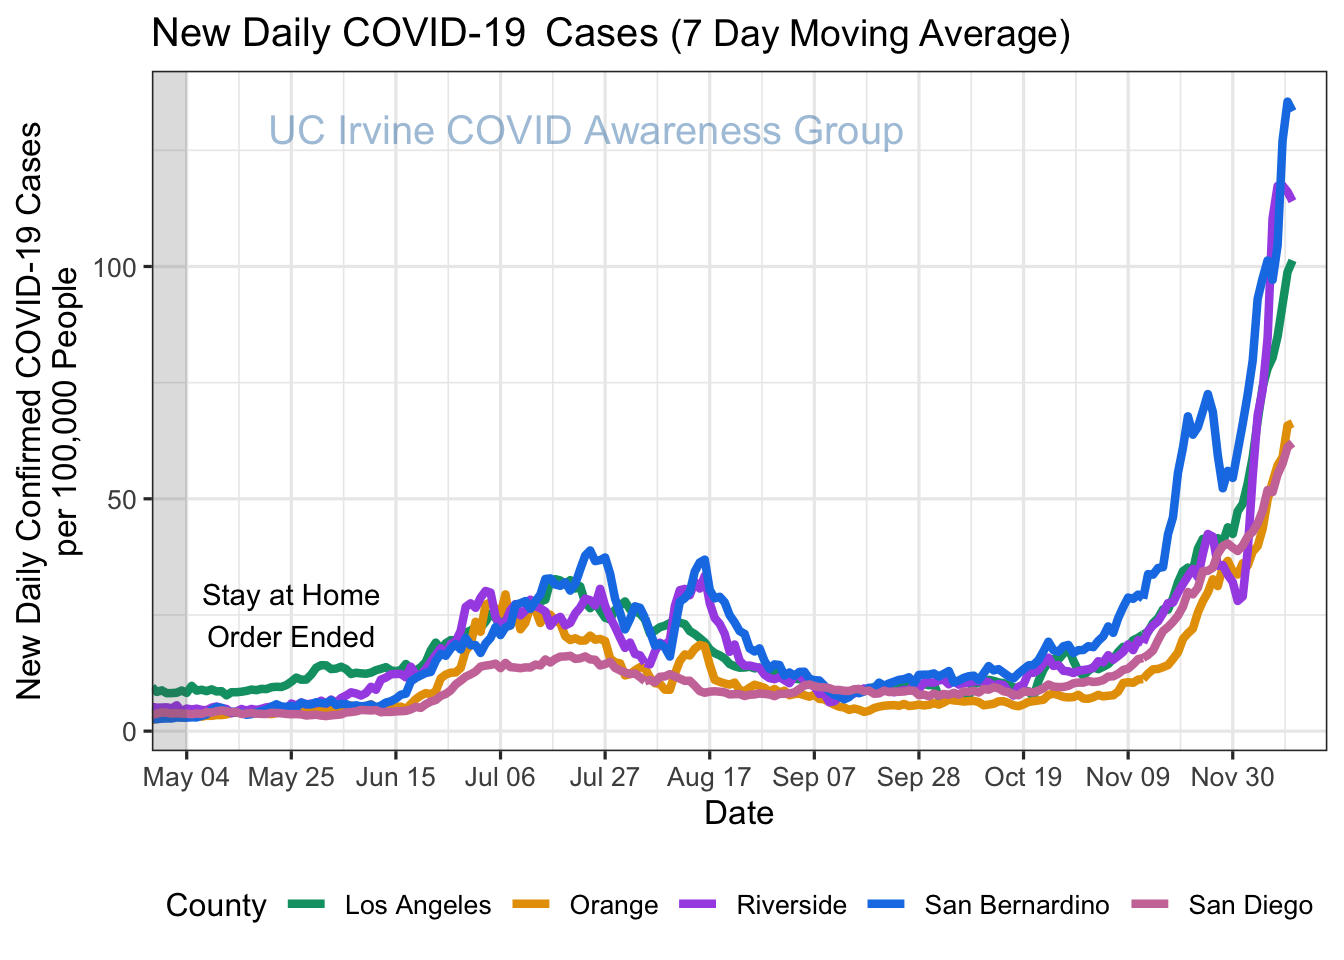 New Daily COVID-19 Cases (7 Day Moving Average)
UC Irvine COVID Awareness Group
New Daily Confirmed COVID-19 Cases
per 100,000 People
100
50
0
Stay at Home
Order Ended
May 04 May 25 Jun 15 Jul 06 Jul 27 Aug 17 Sep 07 Sep 28 Oct 19 Nov 09 Nov 30
Date
County Los Angeles Orange Riverside San Bernardino San Diego